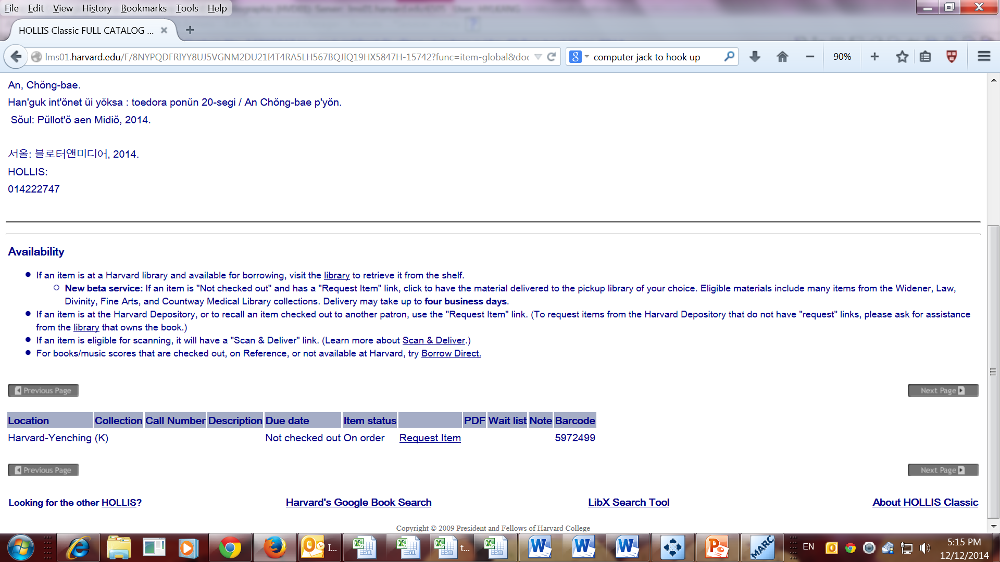 File Edit View History Bookmarks Tools Help
HOLLIS Classic FULL CATALOG ...
lms01.harvard.edu/F/8NYPQDFRIYY8UJ5VGNM2DU21I4T4RA5LH567BQJIQ19HX5847H-15742?func=item-global&doc
computer jack to hook up
90%
An, Chŏng-bae.
Han'guk int'ŏnet ŭi yŏksa : toedora ponŭn 20-segi / An Chŏng-bae p'yŏn.
Sŏul: Pŭllot'ŏ aen Midiŏ, 2014.
서울: 블로터앤미디어, 2014.
HOLLIS:
014222747
Availability
If an item is at a Harvard library and available for borrowing, visit the library to retrieve it from the shelf.
New beta service: If an item is "Not checked out" and has a "Request Item" link, click to have the material delivered to the pickup library of your choice. Eligible materials include many items from the Widener, Law,
Divinity, Fine Arts, and Countway Medical Library collections. Delivery may take up to four business days.
If an item is at the Harvard Depository, or to recall an item checked out to another patron, use the "Request Item" link. (To request items from the Harvard Depository that do not have "request" links, please ask for assistance
from the library that owns the book.)
If an item is eligible for scanning, it will have a "Scan & Deliver" link. (Learn more about Scan & Deliver.)
For books/music scores that are checked out, on Reference, or not available at Harvard, try Borrow Direct.
Previous Page Next Page
Location Collection Call Number Description Due date Item status PDF Wait list Note Barcode
Harvard-Yenching (K) Not checked out On order Request Item 5972499
Previous Page Next Page
Looking for the other HOLLIS? Harvard's Google Book Search LibX Search Tool About HOLLIS Classic
Copyright © 2009 President and Fellows of Harvard College
I... t... MARC EN 5:15 PM
12/12/2014